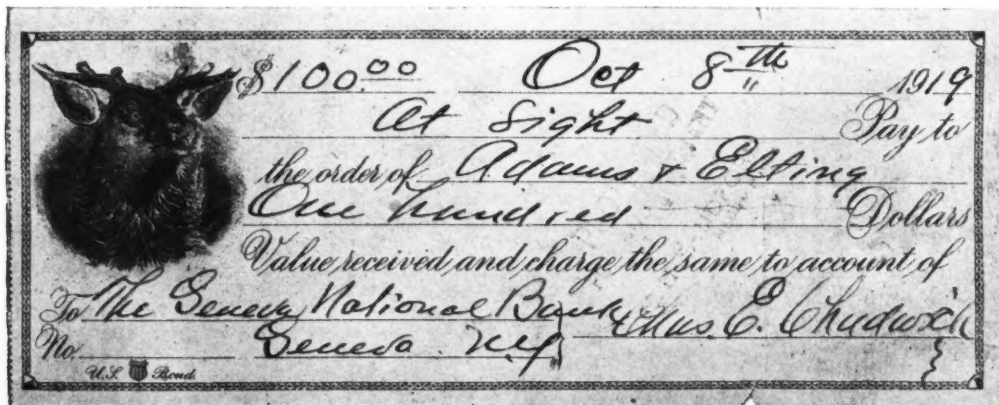 $100.00 Oct 8th 1919
At Sight Pay to
the order of Adams & Elting
One hundred Dollars
Value received and charge the same to account of
To The Geneva National Bank Chas. E. Chadwick
No. Geneva N.Y.
U.S. Bond.